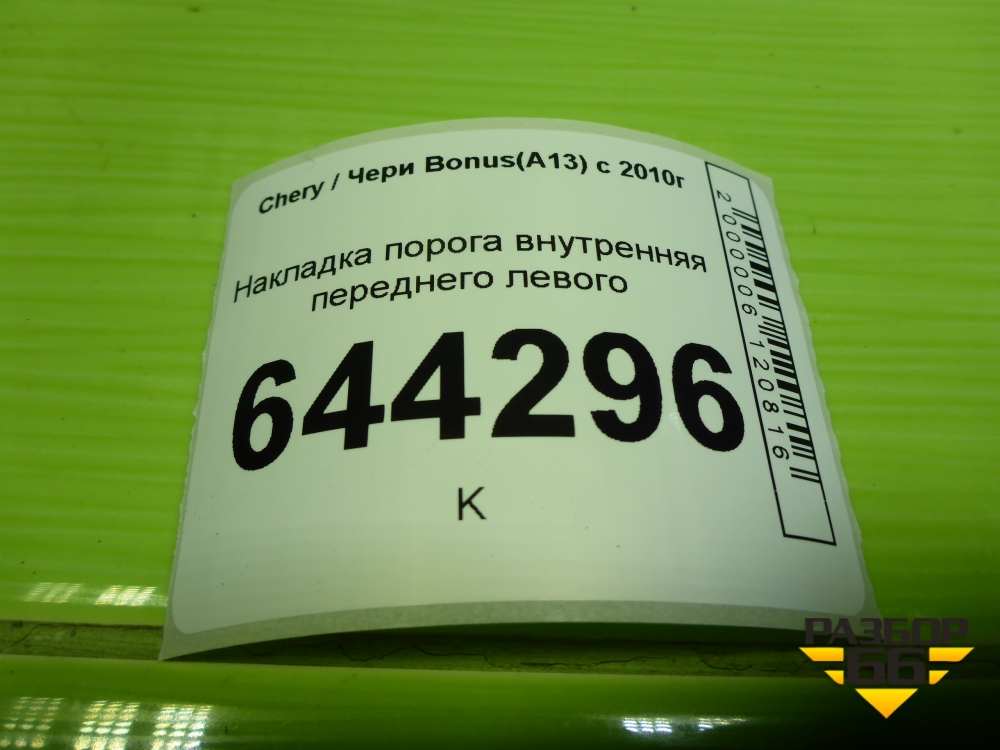 Chery / Чери Bonus(A13) с 2010г
Накладка порога внутренняя
переднего левого
644296
К
2000006120816
РАЗБОР
66